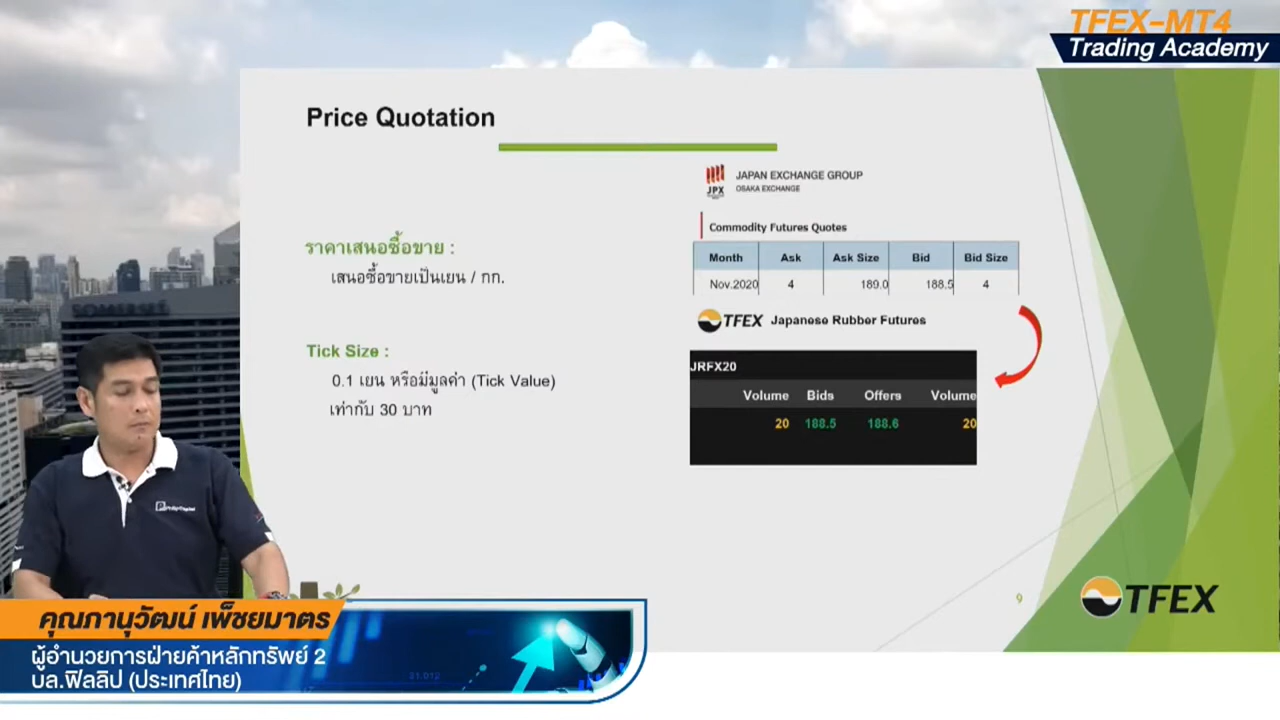 TFEX-MT4
Trading Academy
Price Quotation
JAPAN EXCHANGE GROUP
JPX
OSAKA EXCHANGE
Commodity Futures Quotes
ราคาเสนอซื้อขาย :
เสนอซื้อขายเป็นเยน / กก.
Month Ask Ask Size Bid Bid Size
Nov.2020 4 189.0 188.5 4
SOMERSET
TFEX Japanese Rubber Futures
Tick Size :
0.1 เยน หรือมีมูลค่า (Tick Value)
เท่ากับ 30 บาท
JRFX20
Volume Bids Offers Volume
20 188.5 188.6 20
PhillipCapital
9
TFEX
คุณภานุวัฒน์ เพ็ชยมาตร
ผู้อำนวยการฝ่ายค้าหลักทรัพย์ 2
บล.ฟิลลิป (ประเทศไทย)
21.012